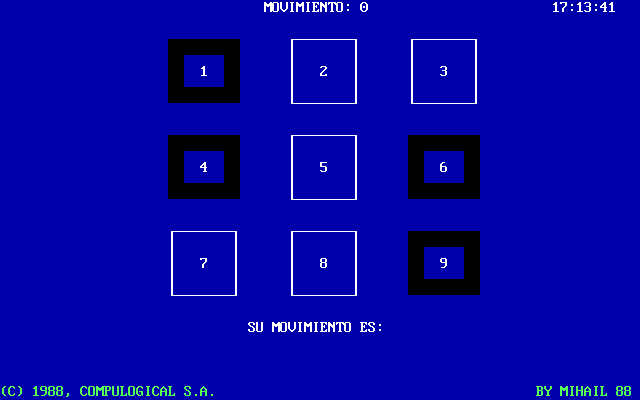 MOVIMIENTO: 0 17:13:41
1 2 3
4 5 6
7 8 9
SU MOVIMIENTO ES:
(C) 1988, COMPULOGICAL S.A. BY MIHAIL 88